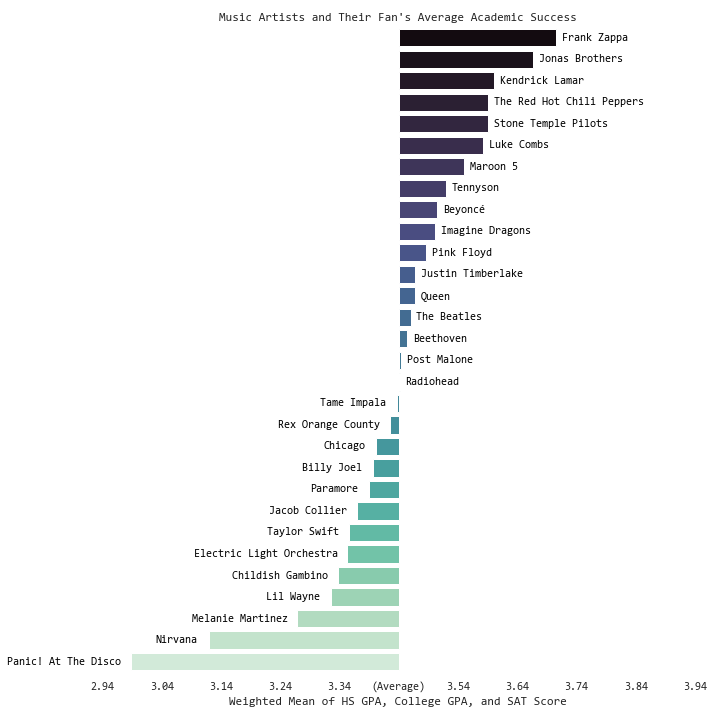 Music Artists and Their Fan's Average Academic Success
Frank Zappa
Jonas Brothers
Kendrick Lamar
The Red Hot Chili Peppers
Stone Temple Pilots
Luke Combs
Maroon 5
Tennyson
Beyoncé
Imagine Dragons
Pink Floyd
Justin Timberlake
Queen
The Beatles
Beethoven
Post Malone
Radiohead
Tame Impala
Rex Orange County
Chicago
Billy Joel
Paramore
Jacob Collier
Taylor Swift
Electric Light Orchestra
Childish Gambino
Lil Wayne
Melanie Martinez
Nirvana
Panic! At The Disco
2.94 3.04 3.14 3.24 3.34 (Average) 3.54 3.64 3.74 3.84 3.94
Weighted Mean of HS GPA, College GPA, and SAT Score